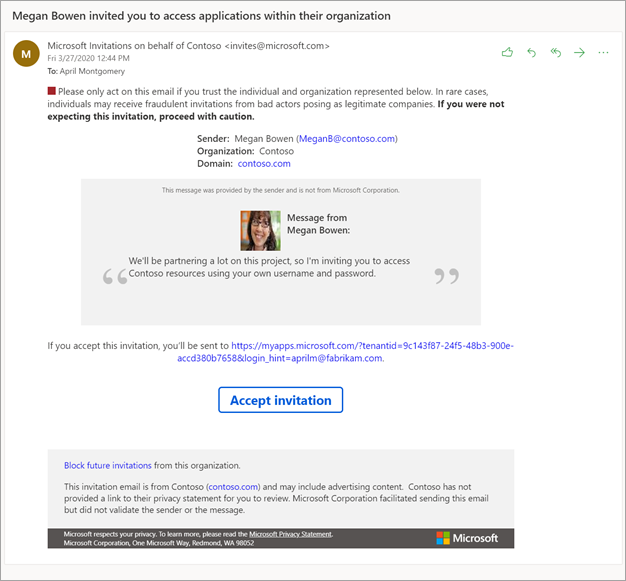 Megan Bowen invited you to access applications within their organization
M
Microsoft Invitations on behalf of Contoso <invites@microsoft.com>
Fri 3/27/2020 12:44 PM
To: April Montgomery
Please only act on this email if you trust the individual and organization represented below. In rare cases,
individuals may receive fraudulent invitations from bad actors posing as legitimate companies. If you were not
expecting this invitation, proceed with caution.
Sender: Megan Bowen (MeganB@contoso.com)
Organization: Contoso
Domain: contoso.com
This message was provided by the sender and is not from Microsoft Corporation.
Message from
Megan Bowen:
“ We'll be partnering a lot on this project, so I'm inviting you to access
Contoso resources using your own username and password. ”
If you accept this invitation, you'll be sent to https://myapps.microsoft.com/?tenantid=9c143f87-24f5-48b3-900e-
accd380b7658&login_hint=aprilm@fabrikam.com.
Accept invitation
Block future invitations from this organization.
This invitation email is from Contoso (contoso.com) and may include advertising content. Contoso has not
provided a link to their privacy statement for you to review. Microsoft Corporation facilitated sending this email
but did not validate the sender or the message.
Microsoft respects your privacy. To learn more, please read the Microsoft Privacy Statement.
Microsoft Corporation, One Microsoft Way, Redmond, WA 98052
Microsoft